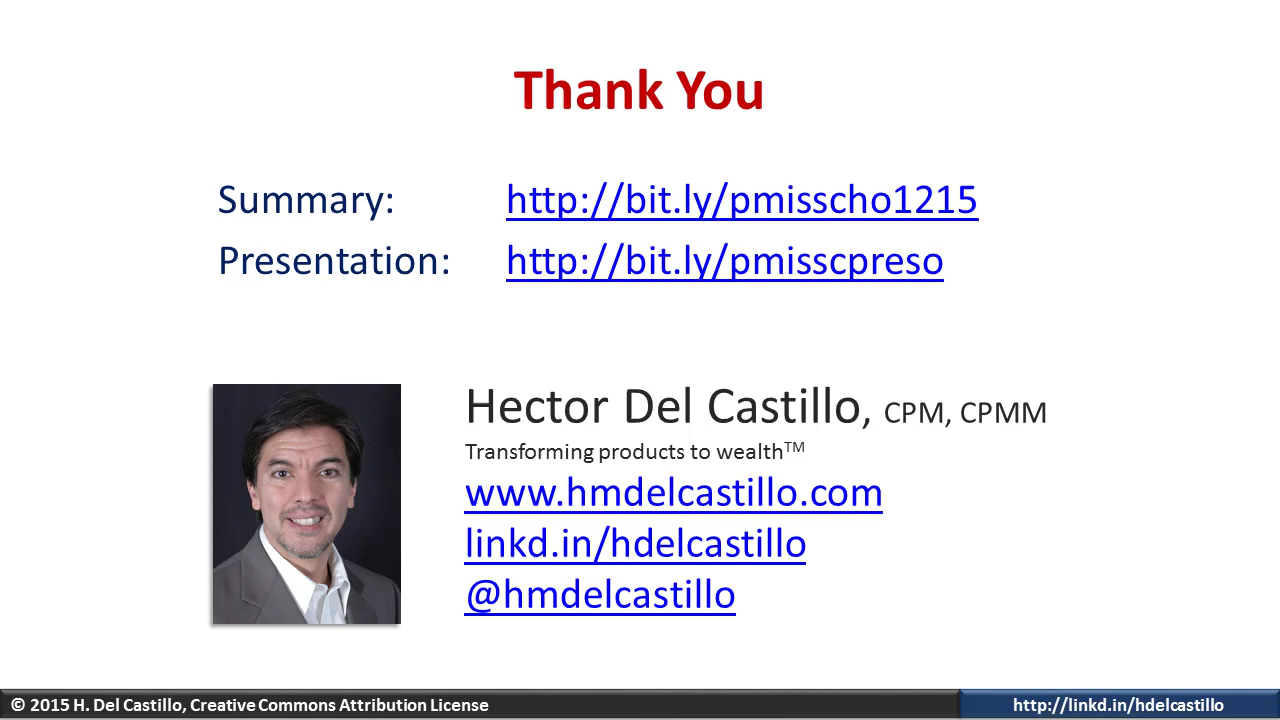 Thank You
Summary: http://bit.ly/pmisscho1215
Presentation: http://bit.ly/pmisscpreso
Hector Del Castillo, CPM, CPMM
Transforming products to wealth™
www.hmdelcastillo.com
linkd.in/hdelcastillo
@hmdelcastillo
© 2015 H. Del Castillo, Creative Commons Attribution License http://linkd.in/hdelcastillo